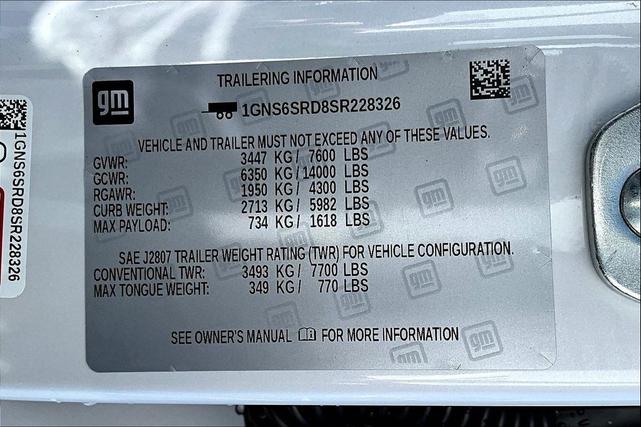 gm
TRAILERING INFORMATION
1GNS6SRD8SR228326
VEHICLE AND TRAILER MUST NOT EXCEED ANY OF THESE VALUES.
GVWR: 3447 KG / 7600 LBS
GCWR: 6350 KG / 14000 LBS
RGAWR: 1950 KG / 4300 LBS
CURB WEIGHT: 2713 KG / 5982 LBS
MAX PAYLOAD: 734 KG / 1618 LBS
SAE J2807 TRAILER WEIGHT RATING (TWR) FOR VEHICLE CONFIGURATION.
CONVENTIONAL TWR: 3493 KG / 7700 LBS
MAX TONGUE WEIGHT: 349 KG / 770 LBS
SEE OWNER'S MANUAL FOR MORE INFORMATION
1GNS6SRD8SR228326